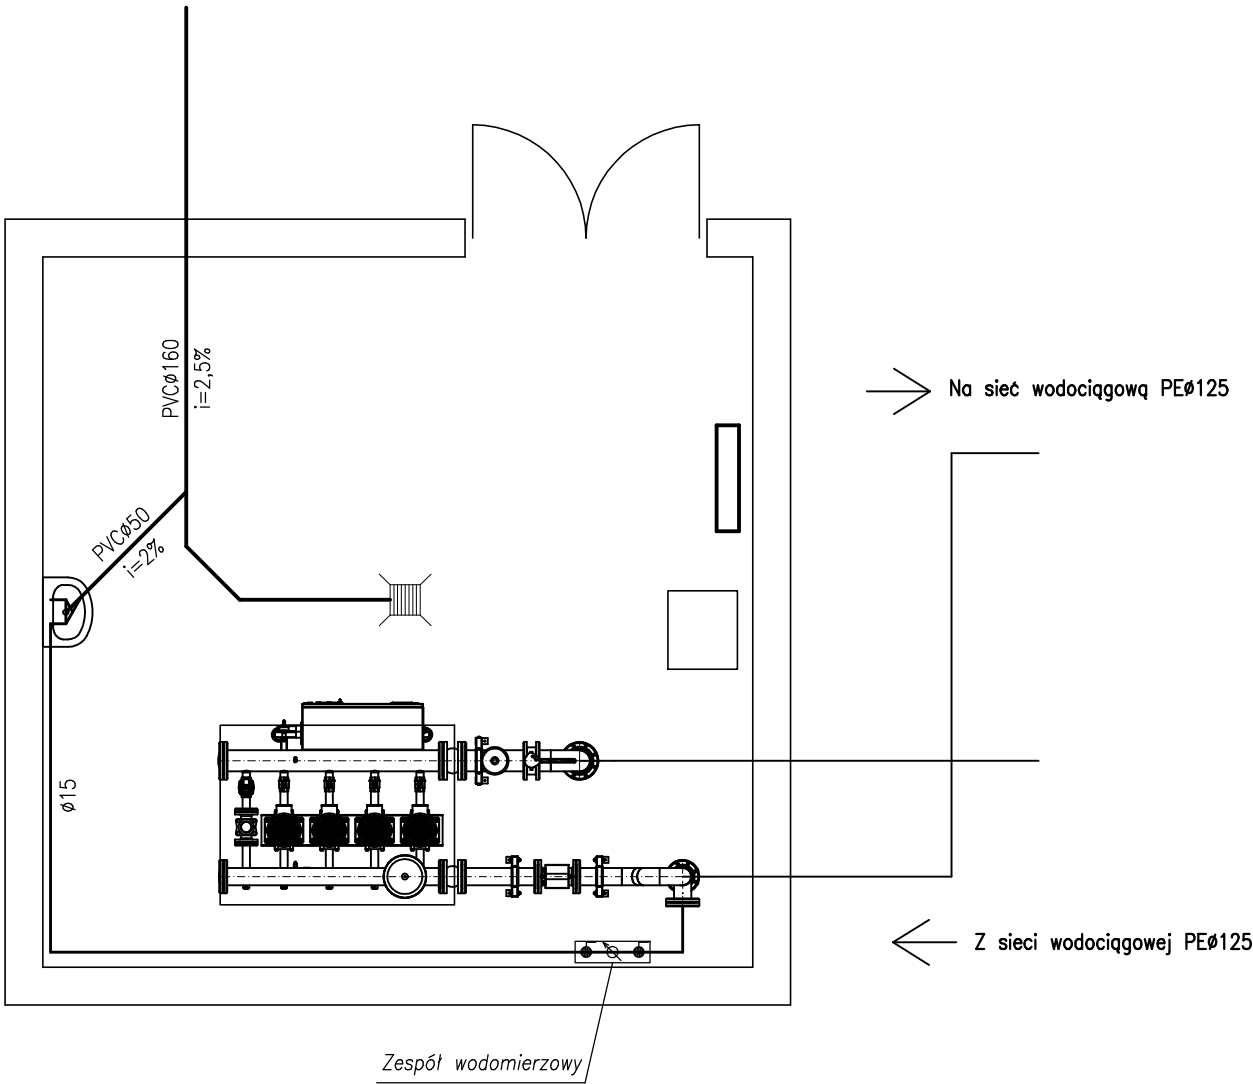 PVCø160
i=2,5%
Na sieć wodociągową PEø125
PVCø50
i=2%
ø15
Z sieci wodociągowej PEø125
Zespół wodomierzowy